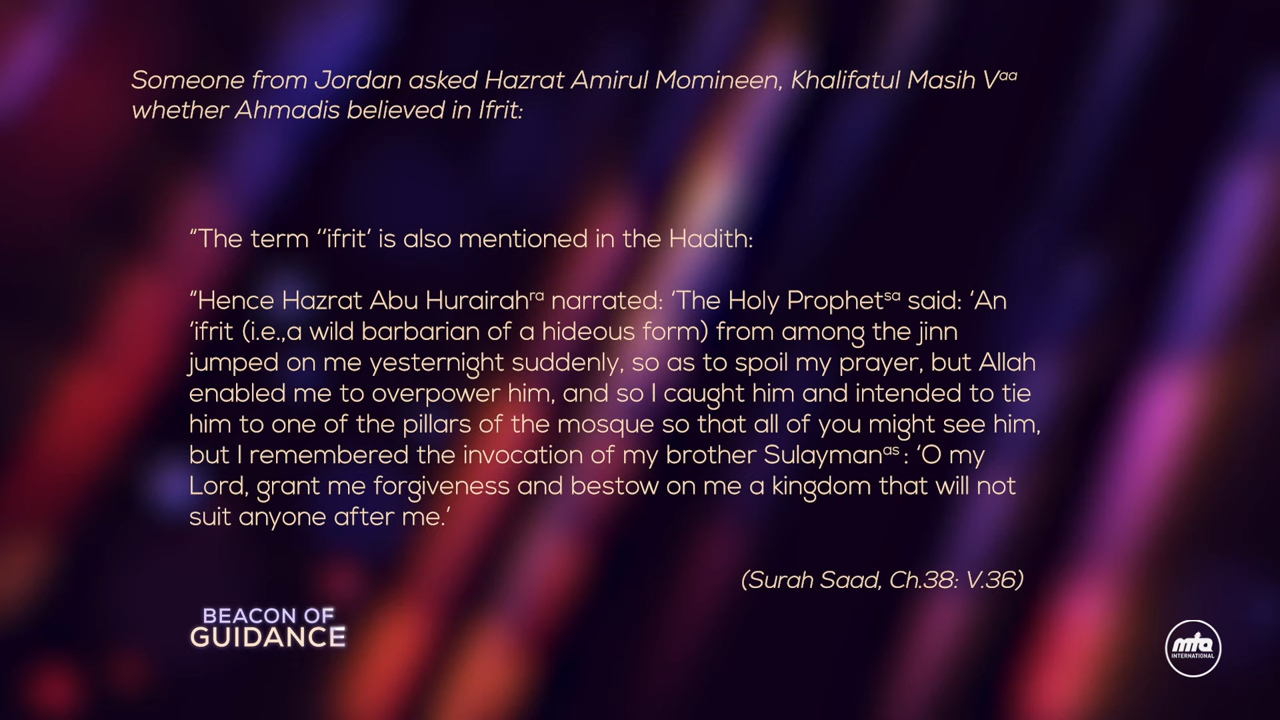 Someone from Jordan asked Hazrat Amirul Momineen, Khalifatul Masih Vaa
whether Ahmadis believed in Ifrit:
“The term ‘‘ifrit’ is also mentioned in the Hadith:
“Hence Hazrat Abu Hurairahra narrated: ‘The Holy Prophetsa said: ‘An
‘ifrit (i.e.,a wild barbarian of a hideous form) from among the jinn
jumped on me yesternight suddenly, so as to spoil my prayer, but Allah
enabled me to overpower him, and so I caught him and intended to tie
him to one of the pillars of the mosque so that all of you might see him,
but I remembered the invocation of my brother Sulaymanas : ‘O my
Lord, grant me forgiveness and bestow on me a kingdom that will not
suit anyone after me.’
(Surah Saad, Ch.38: V.36)
BEACON OF
GUIDANCE
mta
INTERNATIONAL